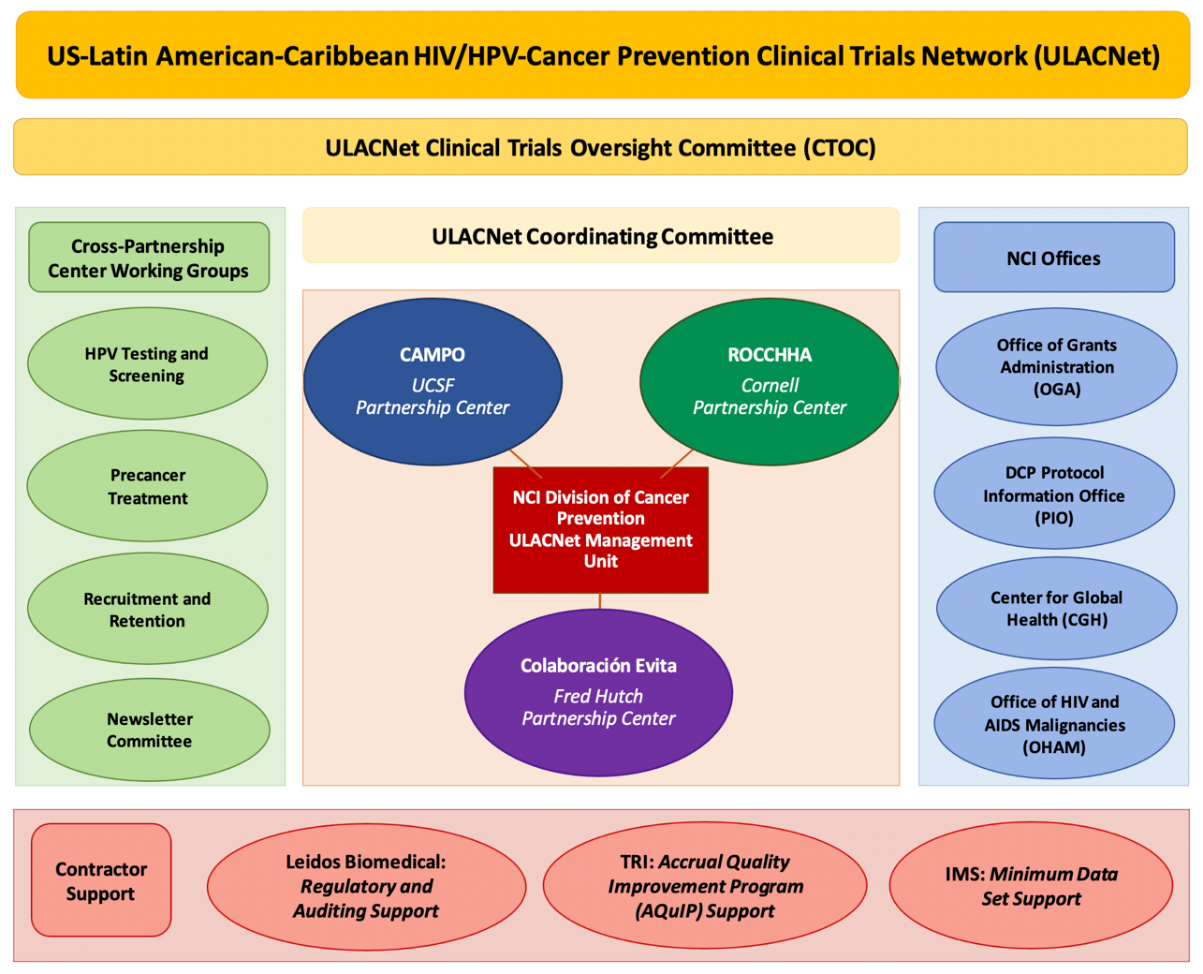 US-Latin American-Caribbean HIV/HPV-Cancer Prevention Clinical Trials Network (ULACNet)
ULACNet Clinical Trials Oversight Committee (CTOC)
Cross-Partnership
Center Working Groups
HPV Testing and
Screening
Precancer
Treatment
Recruitment and
Retention
Newsletter
Committee
ULACNet Coordinating Committee
CAMPO
UCSF
Partnership Center
ROCCHHA
Cornell
Partnership Center
NCI Division of Cancer
Prevention
ULACNet Management
Unit
Colaboración Evita
Fred Hutch
Partnership Center
NCI Offices
Office of Grants
Administration
(OGA)
DCP Protocol
Information Office
(PIO)
Center for Global
Health (CGH)
Office of HIV and
AIDS Malignancies
(OHAM)
Contractor
Support
Leidos Biomedical:
Regulatory and
Auditing Support
TRI: Accrual Quality
Improvement Program
(AQuIP) Support
IMS: Minimum Data
Set Support